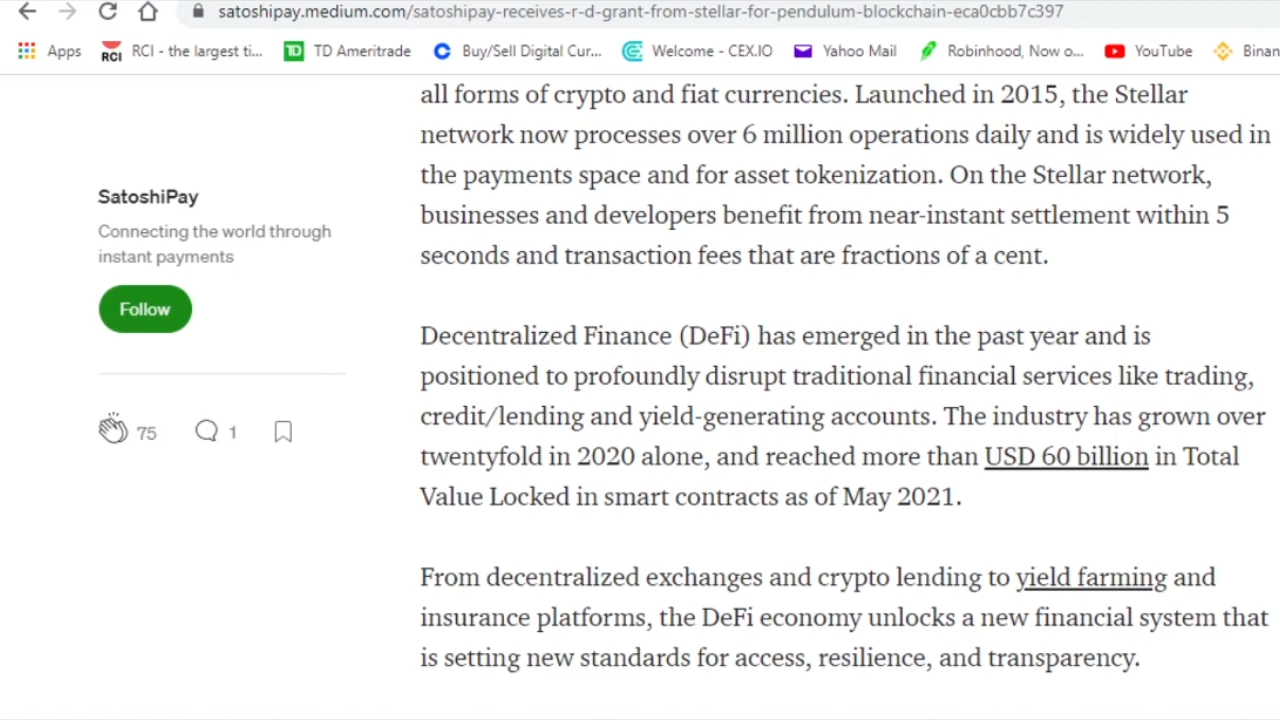 satoshipay.medium.com/satoshipay-receives-r-d-grant-from-stellar-for-pendulum-blockchain-eca0cbb7c397
Apps RCI - the largest ti... TD Ameritrade Buy/Sell Digital Cur... Welcome - CEX.IO Yahoo Mail Robinhood, Now o... YouTube Binan
all forms of crypto and fiat currencies. Launched in 2015, the Stellar
network now processes over 6 million operations daily and is widely used in
the payments space and for asset tokenization. On the Stellar network,
businesses and developers benefit from near-instant settlement within 5
seconds and transaction fees that are fractions of a cent.
SatoshiPay
Connecting the world through
instant payments
Follow
75 1
Decentralized Finance (DeFi) has emerged in the past year and is
positioned to profoundly disrupt traditional financial services like trading,
credit/lending and yield-generating accounts. The industry has grown over
twentyfold in 2020 alone, and reached more than USD 60 billion in Total
Value Locked in smart contracts as of May 2021.
From decentralized exchanges and crypto lending to yield farming and
insurance platforms, the DeFi economy unlocks a new financial system that
is setting new standards for access, resilience, and transparency.